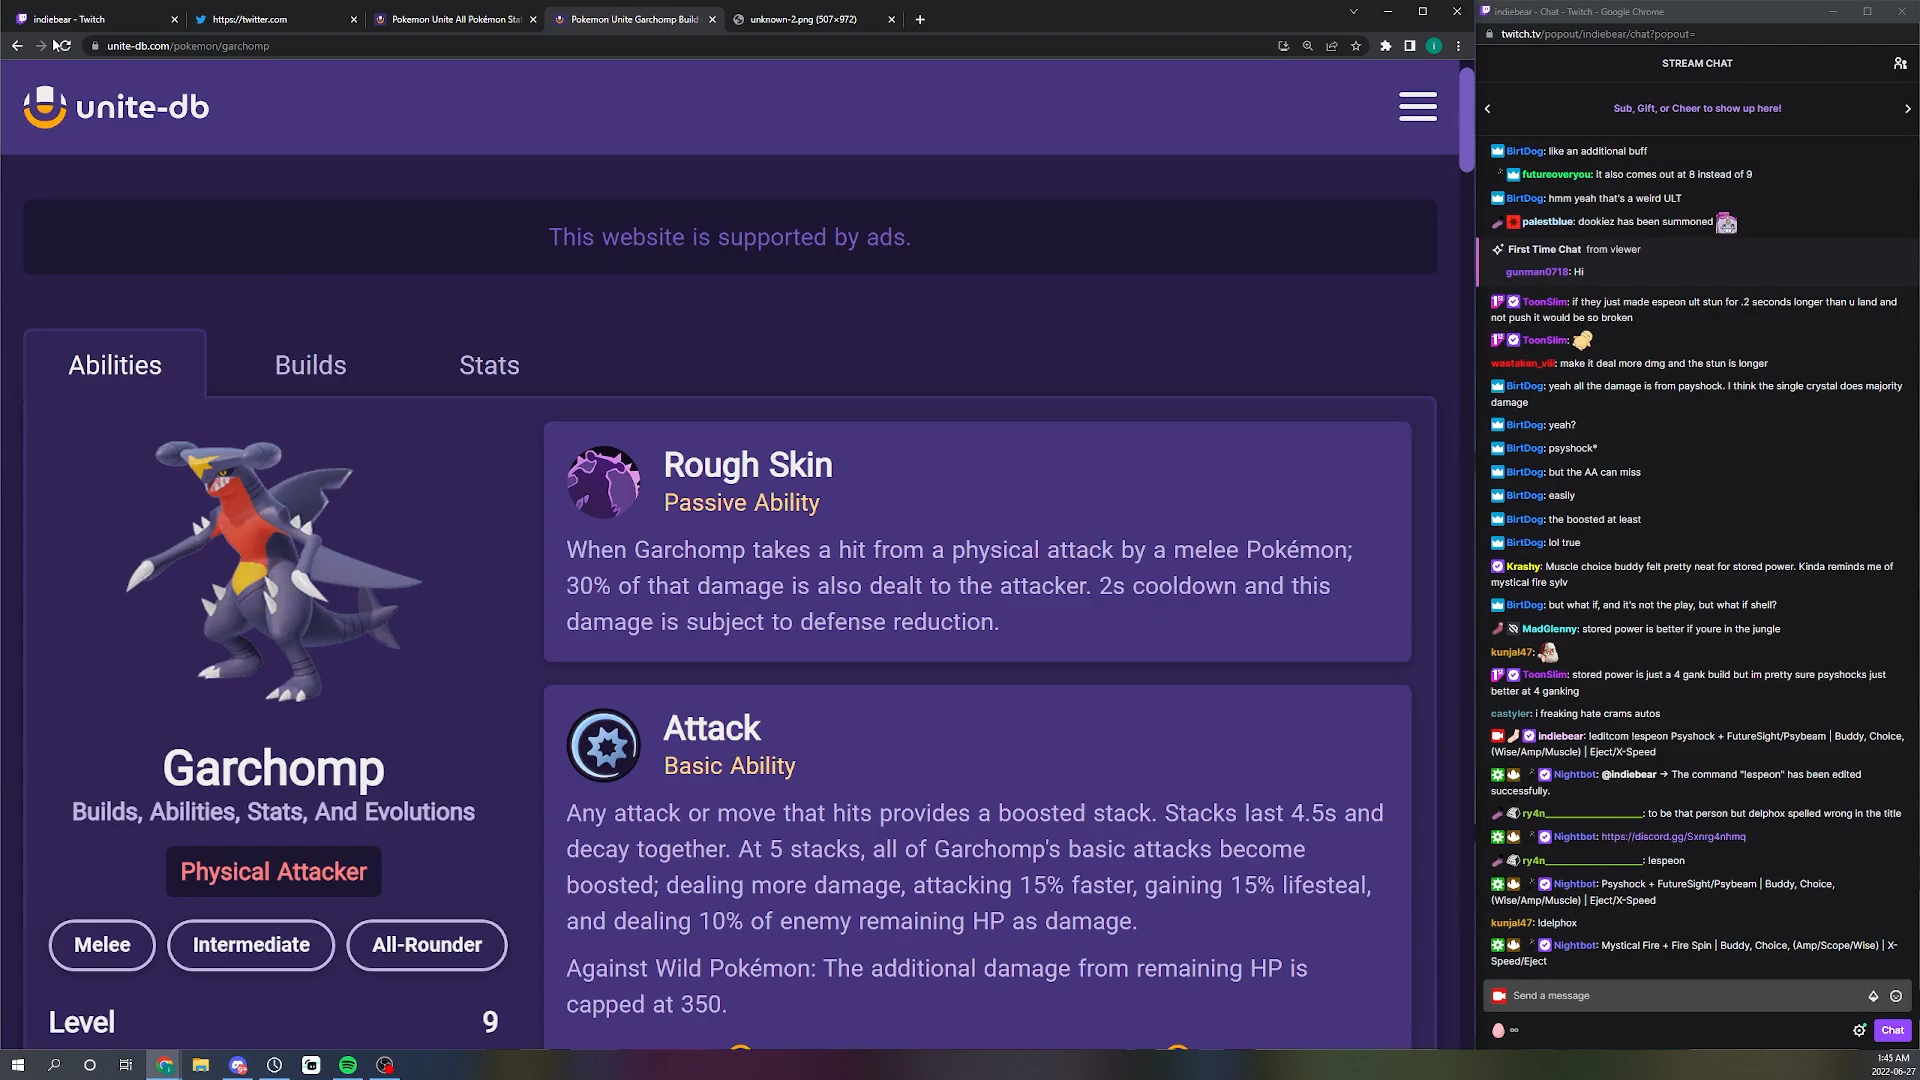 indiebear - Twitch
https://twitter.com
Pokemon Unite All Pokémon Sta
Pokemon Unite Garchomp Build
unknown-2.png (507×972)
unite-db.com/pokemon/garchomp
unite-db
This website is supported by ads.
Abilities
Builds
Stats
Garchomp
Builds, Abilities, Stats, And Evolutions
Physical Attacker
Melee
Intermediate
All-Rounder
Level
9
Rough Skin
Passive Ability
When Garchomp takes a hit from a physical attack by a melee Pokémon;
30% of that damage is also dealt to the attacker. 2s cooldown and this
damage is subject to defense reduction.
Attack
Basic Ability
Any attack or move that hits provides a boosted stack. Stacks last 4.5s and
decay together. At 5 stacks, all of Garchomp's basic attacks become
boosted; dealing more damage, attacking 15% faster, gaining 15% lifesteal,
and dealing 10% of enemy remaining HP as damage.
Against Wild Pokémon: The additional damage from remaining HP is
capped at 350.
indiebear - Chat - Twitch - Google Chrome
twitch.tv/popout/indiebear/chat?popout=
STREAM CHAT
Sub, Gift, or Cheer to show up here!
BirtDog: like an additional buff
futureoveryou: it also comes out at 8 instead of 9
BirtDog: hmm yeah that's a weird ULT
palestblue: dookiez has been summoned
First Time Chat from viewer
gunman0718: Hi
ToonSlim: if they just made espeon ult stun for .2 seconds longer than u land and
not push it would be so broken
ToonSlim:
wastaken_viii: make it deal more dmg and the stun is longer
BirtDog: yeah all the damage is from payshock. I think the single crystal does majority
damage
BirtDog: yeah?
BirtDog: psyshock*
BirtDog: but the AA can miss
BirtDog: easily
BirtDog: the boosted at least
BirtDog: lol true
Krashy: Muscle choice buddy felt pretty neat for stored power. Kinda reminds me of
mystical fire sylv
BirtDog: but what if, and it's not the play, but what if shell?
MadGlenny: stored power is better if youre in the jungle
kunjal47:
ToonSlim: stored power is just a 4 gank build but im pretty sure psyshocks just
better at 4 ganking
castyler: i freaking hate crams autos
indiebear: !editcom !espeon Psyshock + FutureSight/Psybeam | Buddy, Choice,
(Wise/Amp/Muscle) | Eject/X-Speed
Nightbot: @indiebear → The command "!espeon" has been edited
successfully.
ry4n____________________: to be that person but delphox spelled wrong in the title
Nightbot: https://discord.gg/Sxnrg4nhmq
ry4n____________________: !espeon
Nightbot: Psyshock + FutureSight/Psybeam | Buddy, Choice,
(Wise/Amp/Muscle) | Eject/X-Speed
kunjal47: !delphox
Nightbot: Mystical Fire + Fire Spin | Buddy, Choice, (Amp/Scope/Wise) | X-
Speed/Eject
Send a message
∞
Chat
1:45 AM
2022-06-27